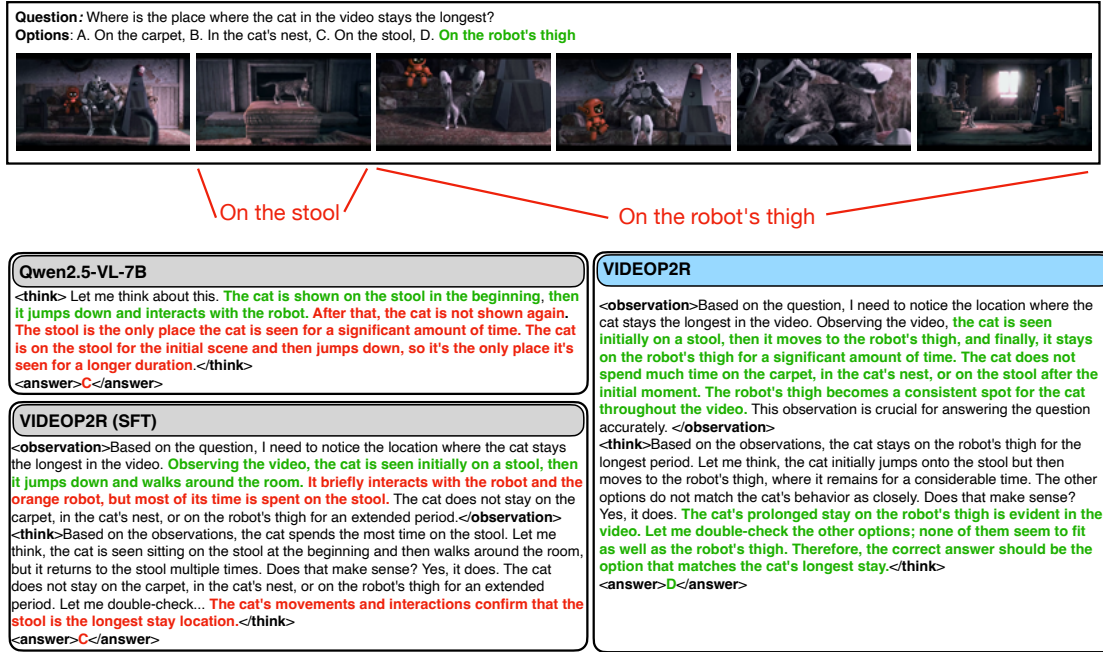 Question: Where is the place where the cat in the video stays the longest?
Options: A. On the carpet, B. In the cat's nest, C. On the stool, D. On the robot's thigh
On the stool
On the robot's thigh
Qwen2.5-VL-7B
<think> Let me think about this. The cat is shown on the stool in the beginning, then
it jumps down and interacts with the robot. After that, the cat is not shown again.
The stool is the only place the cat is seen for a significant amount of time. The cat
is on the stool for the initial scene and then jumps down, so it's the only place it's
seen for a longer duration.</think>
<answer>C</answer>
VIDEOP2R (SFT)
<observation>Based on the question, I need to notice the location where the cat stays
the longest in the video. Observing the video, the cat is seen initially on a stool, then
it jumps down and walks around the room. It briefly interacts with the robot and the
orange robot, but most of its time is spent on the stool. The cat does not stay on the
carpet, in the cat's nest, or on the robot's thigh for an extended period.</observation>
<think>Based on the observations, the cat spends the most time on the stool. Let me
think, the cat is seen sitting on the stool at the beginning and then walks around the room,
but it returns to the stool multiple times. Does that make sense? Yes, it does. The cat
does not stay on the carpet, in the cat's nest, or on the robot's thigh for an extended
period. Let me double-check... The cat's movements and interactions confirm that the
stool is the longest stay location.</think>
<answer>C</answer>
VIDEOP2R
<observation>Based on the question, I need to notice the location where the
cat stays the longest in the video. Observing the video, the cat is seen
initially on a stool, then it moves to the robot's thigh, and finally, it stays
on the robot's thigh for a significant amount of time. The cat does not
spend much time on the carpet, in the cat's nest, or on the stool after the
initial moment. The robot's thigh becomes a consistent spot for the cat
throughout the video. This observation is crucial for answering the question
accurately. </observation>
<think>Based on the observations, the cat stays on the robot's thigh for the
longest period. Let me think, the cat initially jumps onto the stool but then
moves to the robot's thigh, where it remains for a considerable time. The other
options do not match the cat's behavior as closely. Does that make sense?
Yes, it does. The cat's prolonged stay on the robot's thigh is evident in the
video. Let me double-check the other options; none of them seem to fit
as well as the robot's thigh. Therefore, the correct answer should be the
option that matches the cat's longest stay.</think>
<answer>D</answer>